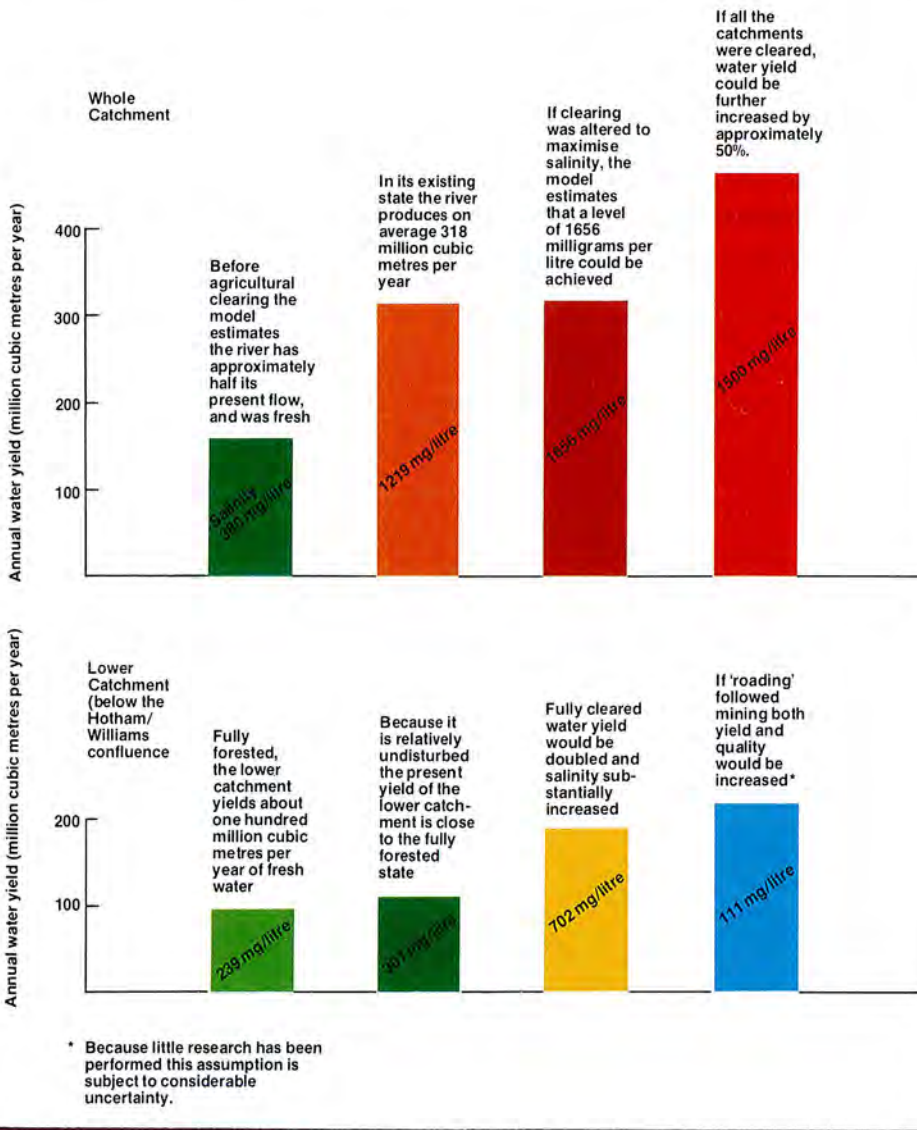 Whole
Catchment
Annual water yield (million cubic metres per year)
400
300
200
100
Before
agricultural
clearing the
model
estimates
the river has
approximately
half its
present flow,
and was fresh
Salinity
380 mg/litre
In its existing
state the river
produces on
average 318
million cubic
metres per
year
1219 mg/litre
If clearing
was altered to
maximise
salinity, the
model
estimates
that a level
of 1656
milligrams per
litre could be
achieved
1656 mg/litre
If all the
catchments
were cleared,
water yield
could be
further
increased by
approximately
50%.
1500 mg/litre
Lower
Catchment
(below the
Hotham/
Williams
confluence
Annual water yield (million cubic metres per year)
200
100
Fully
forested,
the lower
catchment
yields about
one hundred
million cubic
metres per
year of fresh
water
239 mg/litre
Because it
is relatively
undisturbed
the present
yield of the
lower catch-
ment is close
to the fully
forested
state
301 mg/litre
Fully cleared
water yield
would be
doubled and
salinity sub-
stantially
increased
702 mg/litre
If 'roading'
followed
mining both
yield and
quality
would be
increased*
111 mg/litre
* Because little research has been
performed this assumption is
subject to considerable
uncertainty.